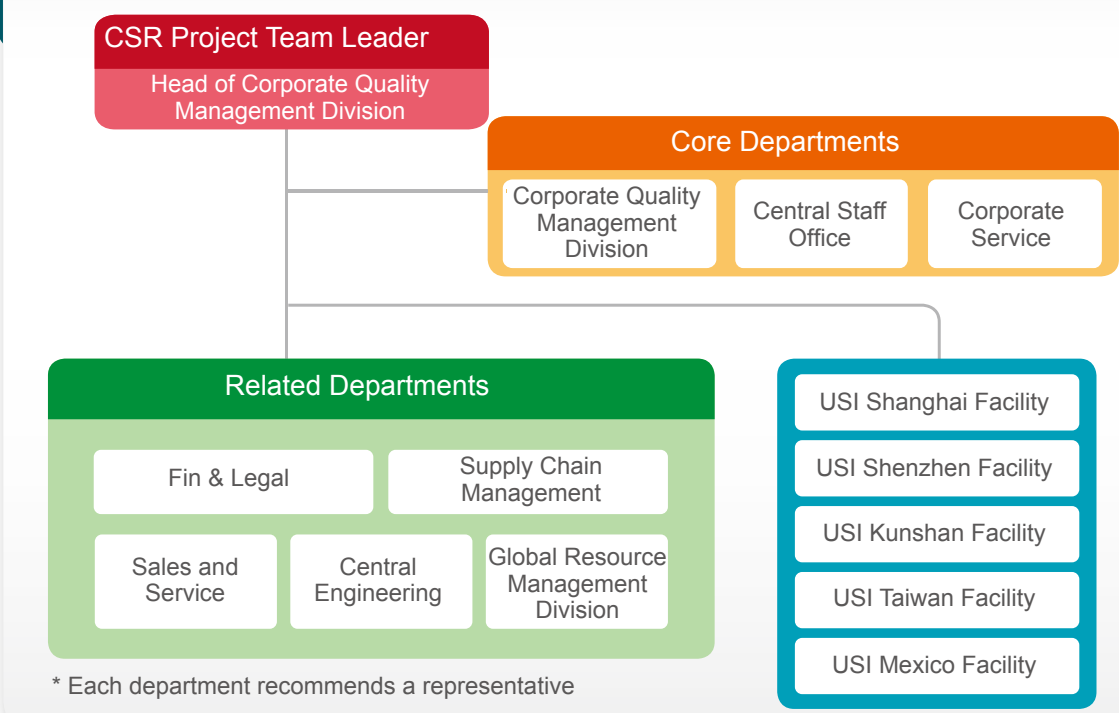 CSR Project Team Leader
Head of Corporate Quality
Management Division
Core Departments
Corporate Quality
Management
Division
Central Staff
Office
Corporate
Service
Related Departments
Fin & Legal
Supply Chain
Management
Sales and
Service
Central
Engineering
Global Resource
Management
Division
USI Shanghai Facility
USI Shenzhen Facility
USI Kunshan Facility
USI Taiwan Facility
USI Mexico Facility
* Each department recommends a representative